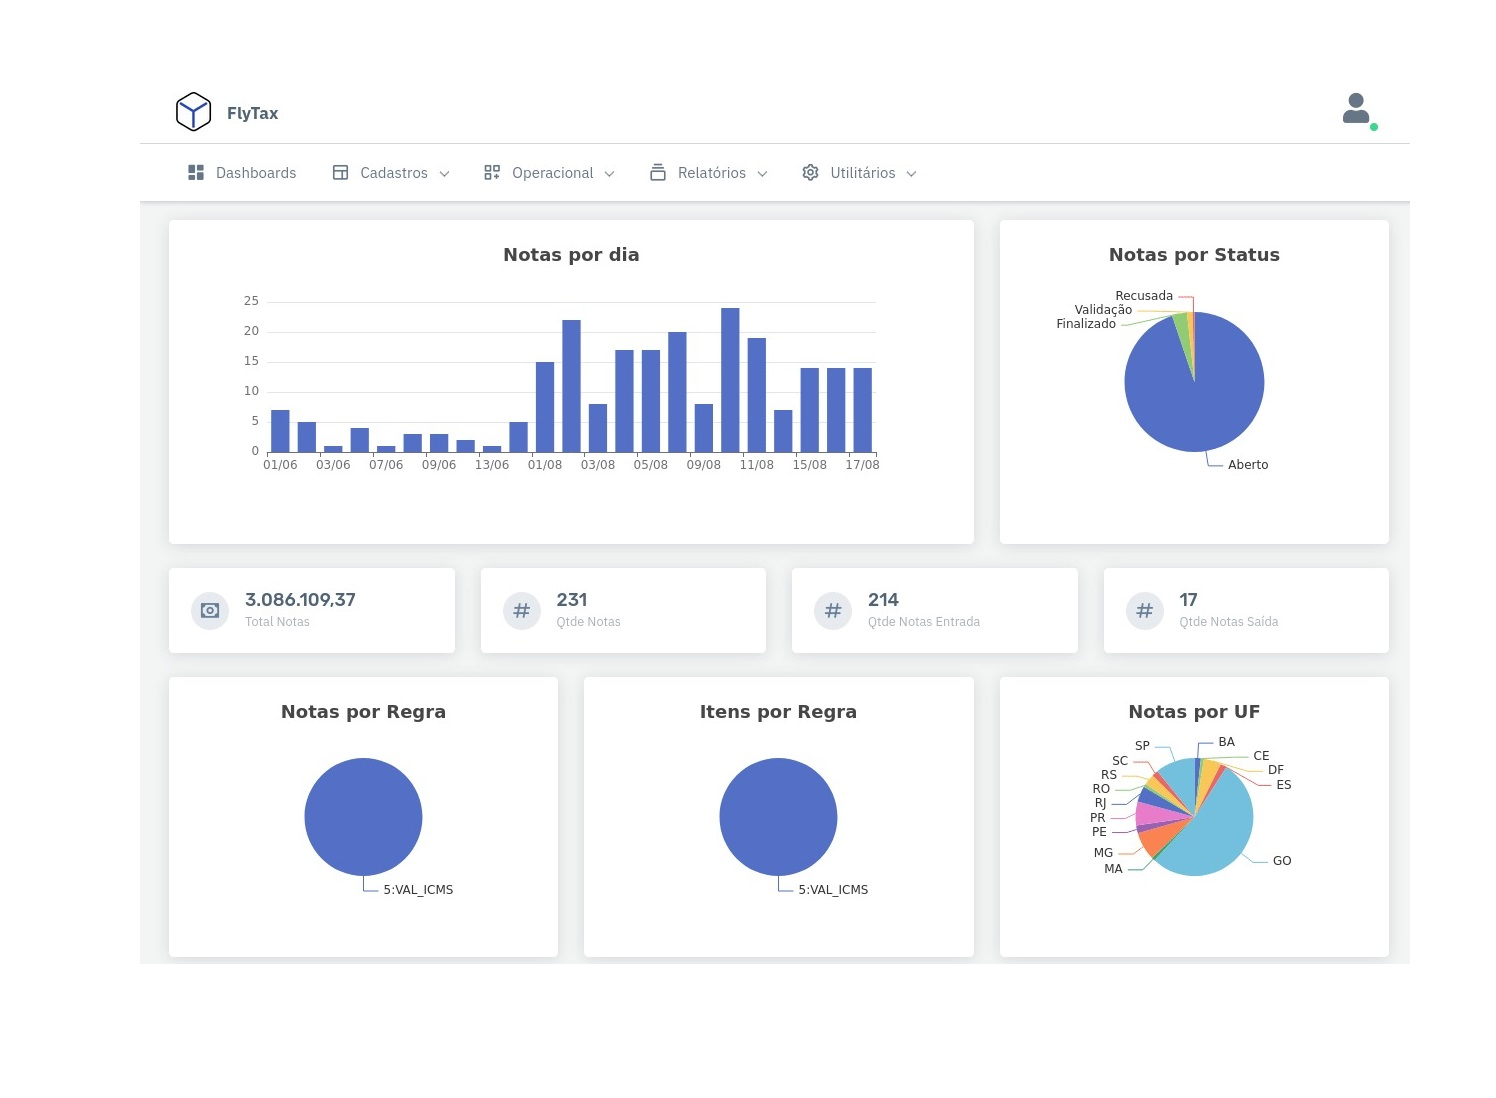 FlyTax
Dashboards Cadastros Operacional Relatórios Utilitários
Notas por dia
25
20
15
10
5
0
01/06 03/06 07/06 09/06 13/06 01/08 03/08 05/08 09/08 11/08 15/08 17/08
Notas por Status
Recusada
Validação
Finalizado
Aberto
3.086.109,37
Total Notas
231
Qtde Notas
214
Qtde Notas Entrada
17
Qtde Notas Saída
Notas por Regra
5:VAL_ICMS
Itens por Regra
5:VAL_ICMS
Notas por UF
SP BA
SC CE
RS DF
RO ES
RJ
PR
PE
MG GO
MA